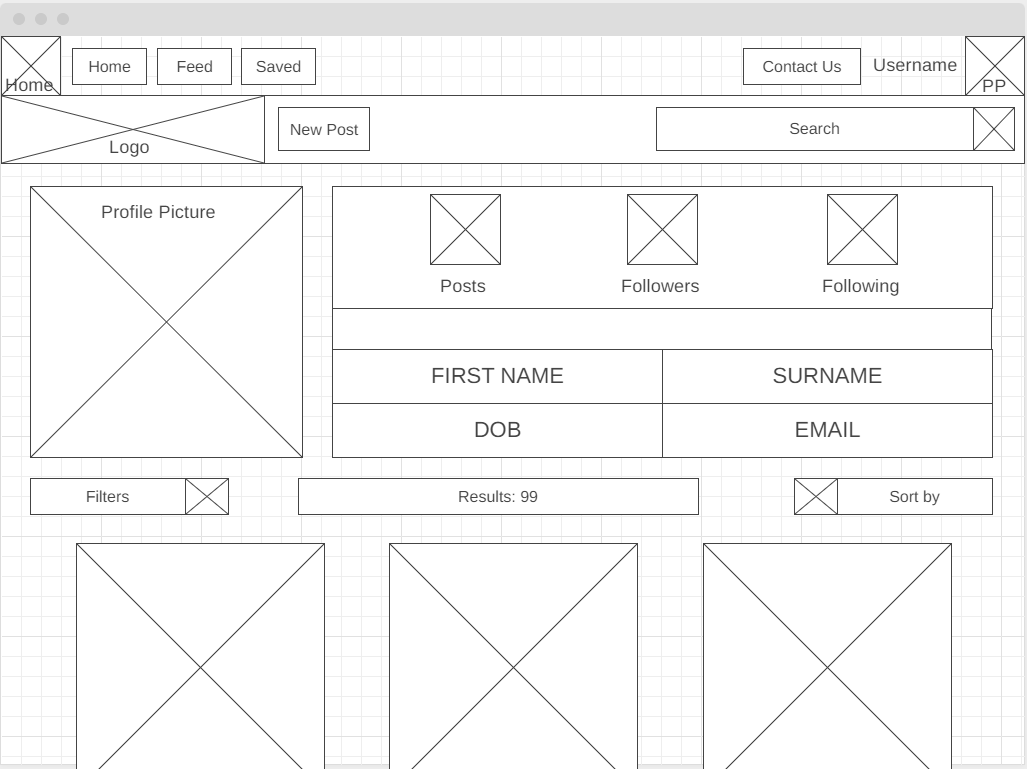 Home
Home
Feed
Saved
Contact Us
Username
PP
Logo
New Post
Search
Profile Picture
Posts
Followers
Following
FIRST NAME
SURNAME
DOB
EMAIL
Filters
Results: 99
Sort by